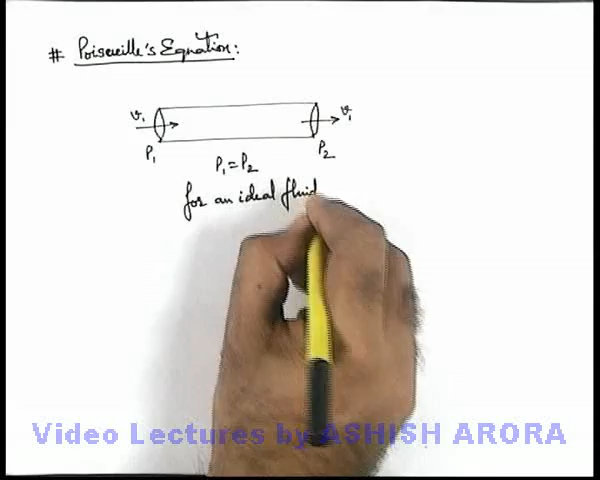 # Poiseuille's Equation:
v₁ v₁
P₁ P₂
P₁ = P₂
for an ideal fluid
Video Lectures by ASHISH ARORA